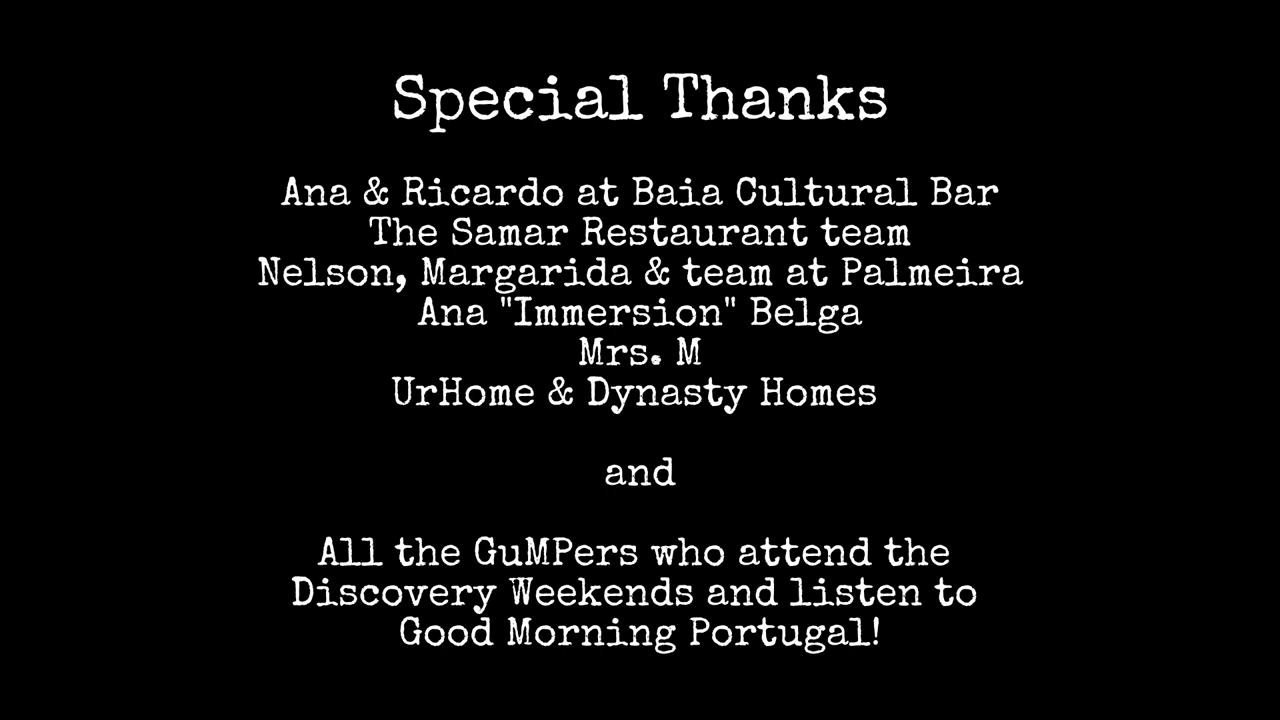 Special Thanks
Ana & Ricardo at Baia Cultural Bar
The Samar Restaurant team
Nelson, Margarida & team at Palmeira
Ana "Immersion" Belga
Mrs. M
UrHome & Dynasty Homes
and
All the GuMPers who attend the
Discovery Weekends and listen to
Good Morning Portugal!